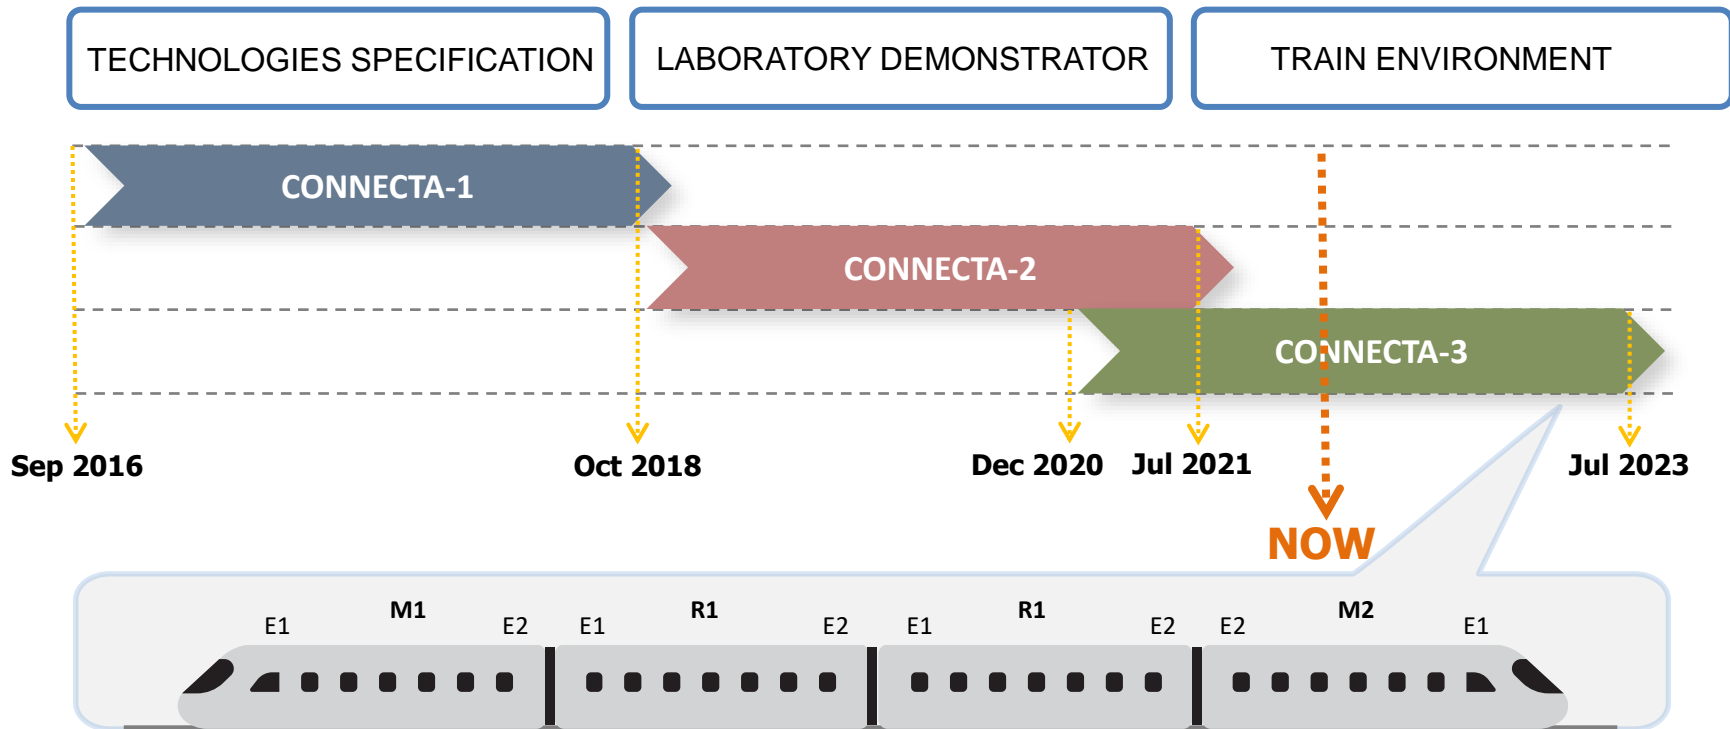 TECHNOLOGIES SPECIFICATION
LABORATORY DEMONSTRATOR
TRAIN ENVIRONMENT
CONNECTA-1
CONNECTA-2
CONNECTA-3
Sep 2016
Oct 2018
Dec 2020
Jul 2021
Jul 2023
NOW
M1
R1
R1
M2
E1
E2
E1
E2
E1
E2
E2
E1